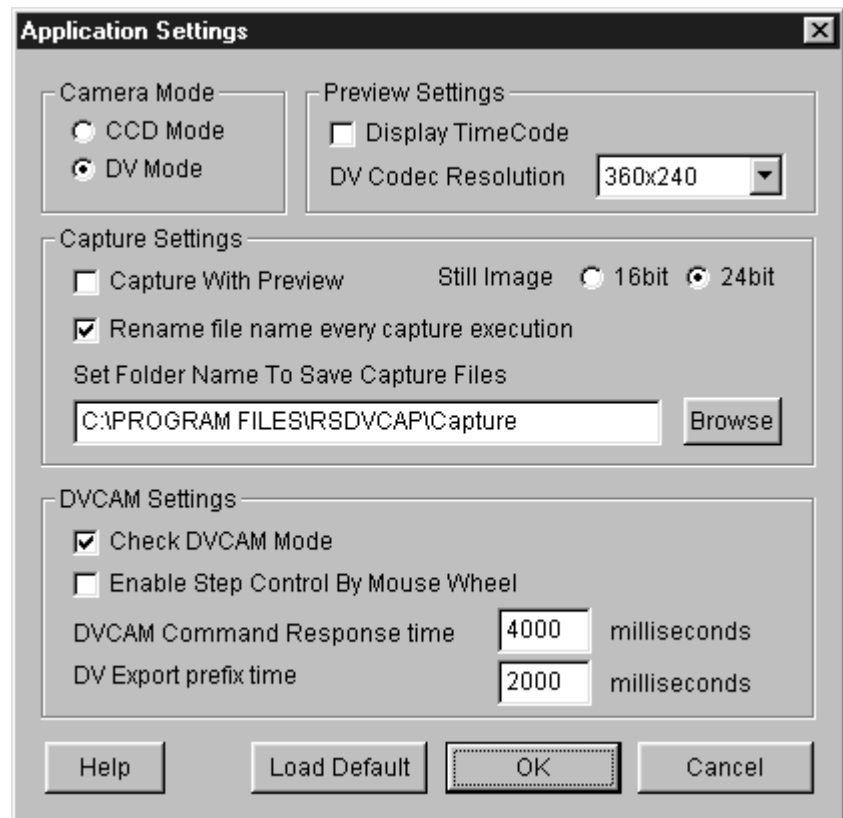 Application Settings
Camera Mode
CCD Mode
DV Mode
Preview Settings
Display TimeCode
DV Codec Resolution 360x240
Capture Settings
Capture With Preview Still Image 16bit 24bit
Rename file name every capture execution
Set Folder Name To Save Capture Files
C:\PROGRAM FILES\RSDVCAP\Capture Browse
DVCAM Settings
Check DVCAM Mode
Enable Step Control By Mouse Wheel
DVCAM Command Response time 4000 milliseconds
DV Export prefix time 2000 milliseconds
Help Load Default OK Cancel